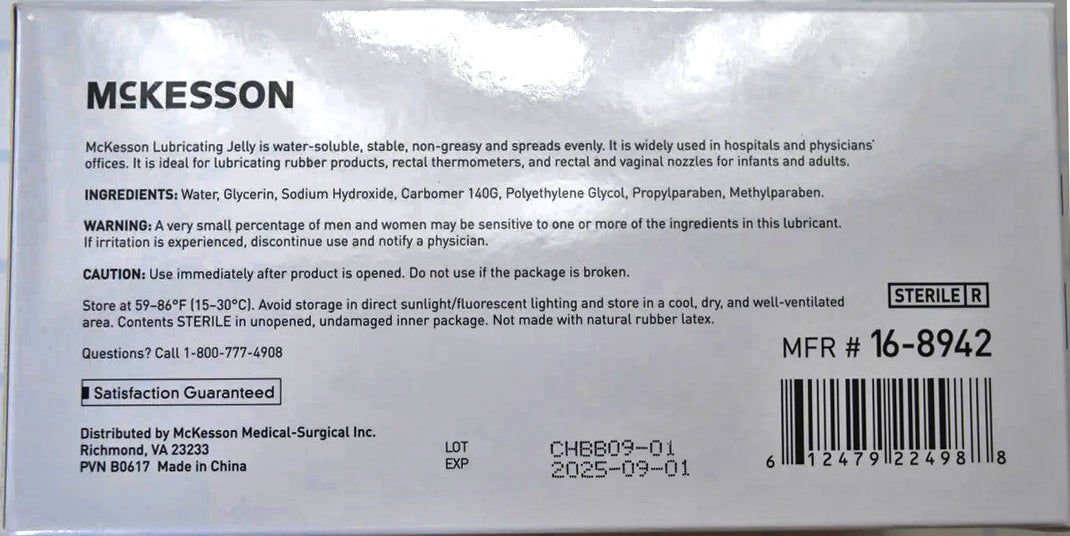 McKESSON
McKesson Lubricating Jelly is water-soluble, stable, non-greasy and spreads evenly. It is widely used in hospitals and physicians'
offices. It is ideal for lubricating rubber products, rectal thermometers, and rectal and vaginal nozzles for infants and adults.
INGREDIENTS: Water, Glycerin, Sodium Hydroxide, Carbomer 140G, Polyethylene Glycol, Propylparaben, Methylparaben.
WARNING: A very small percentage of men and women may be sensitive to one or more of the ingredients in this lubricant.
If irritation is experienced, discontinue use and notify a physician.
CAUTION: Use immediately after product is opened. Do not use if the package is broken.
Store at 59-86°F (15-30°C). Avoid storage in direct sunlight/fluorescent lighting and store in a cool, dry, and well-ventilated
area. Contents STERILE in unopened, undamaged inner package. Not made with natural rubber latex.
STERILE R
MFR # 16-8942
Questions? Call 1-800-777-4908
Satisfaction Guaranteed
Distributed by McKesson Medical-Surgical Inc.
Richmond, VA 23233
PVN B0617 Made in China
LOT CHBB09-01
EXP 2025-09-01
6 12479 22498 8